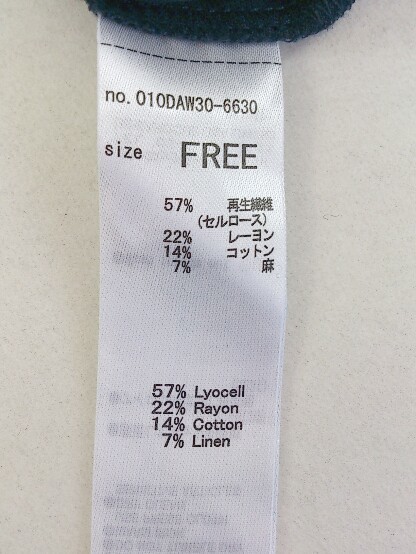 no. 010DAW30-6630
size FREE
57% 再生繊維
(セルロース)
22% レーヨン
14% コットン
7% 麻
57% Lyocell
22% Rayon
14% Cotton
7% Linen